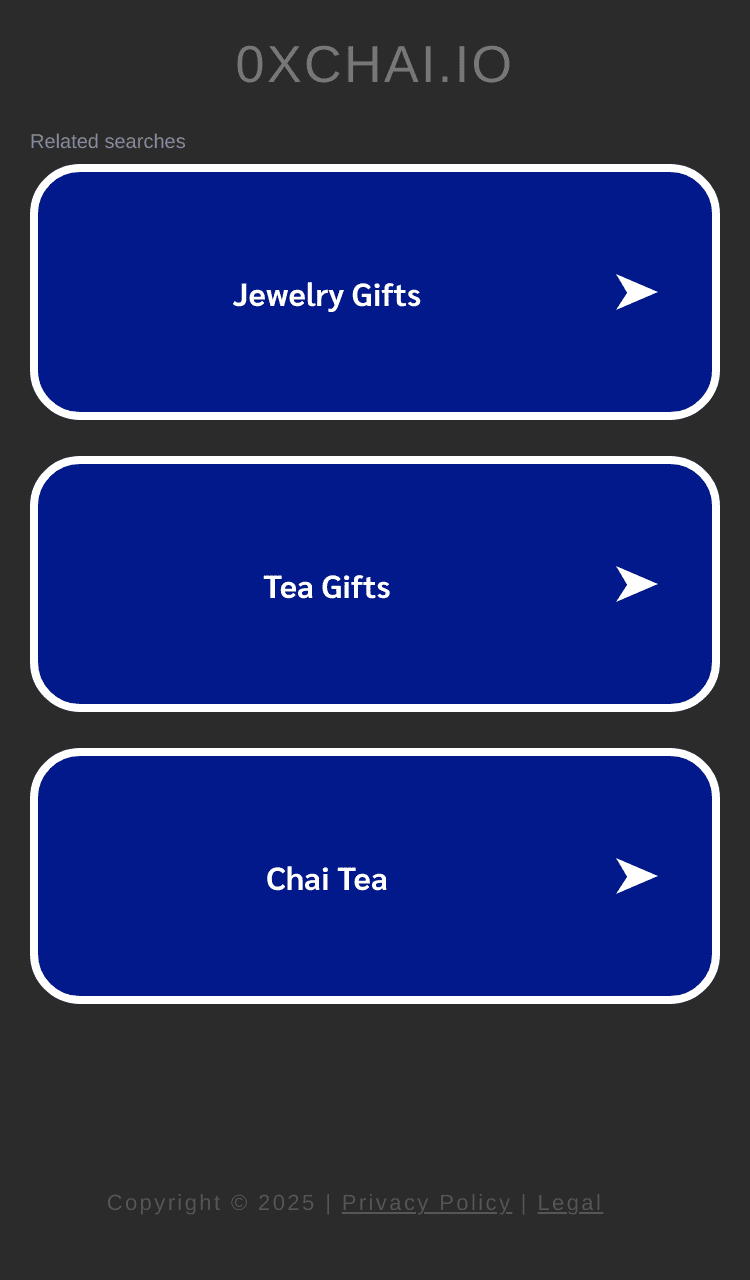 0XCHAI.IO
Related searches
Jewelry Gifts
Tea Gifts
Chai Tea
Copyright © 2025 | Privacy Policy | Legal